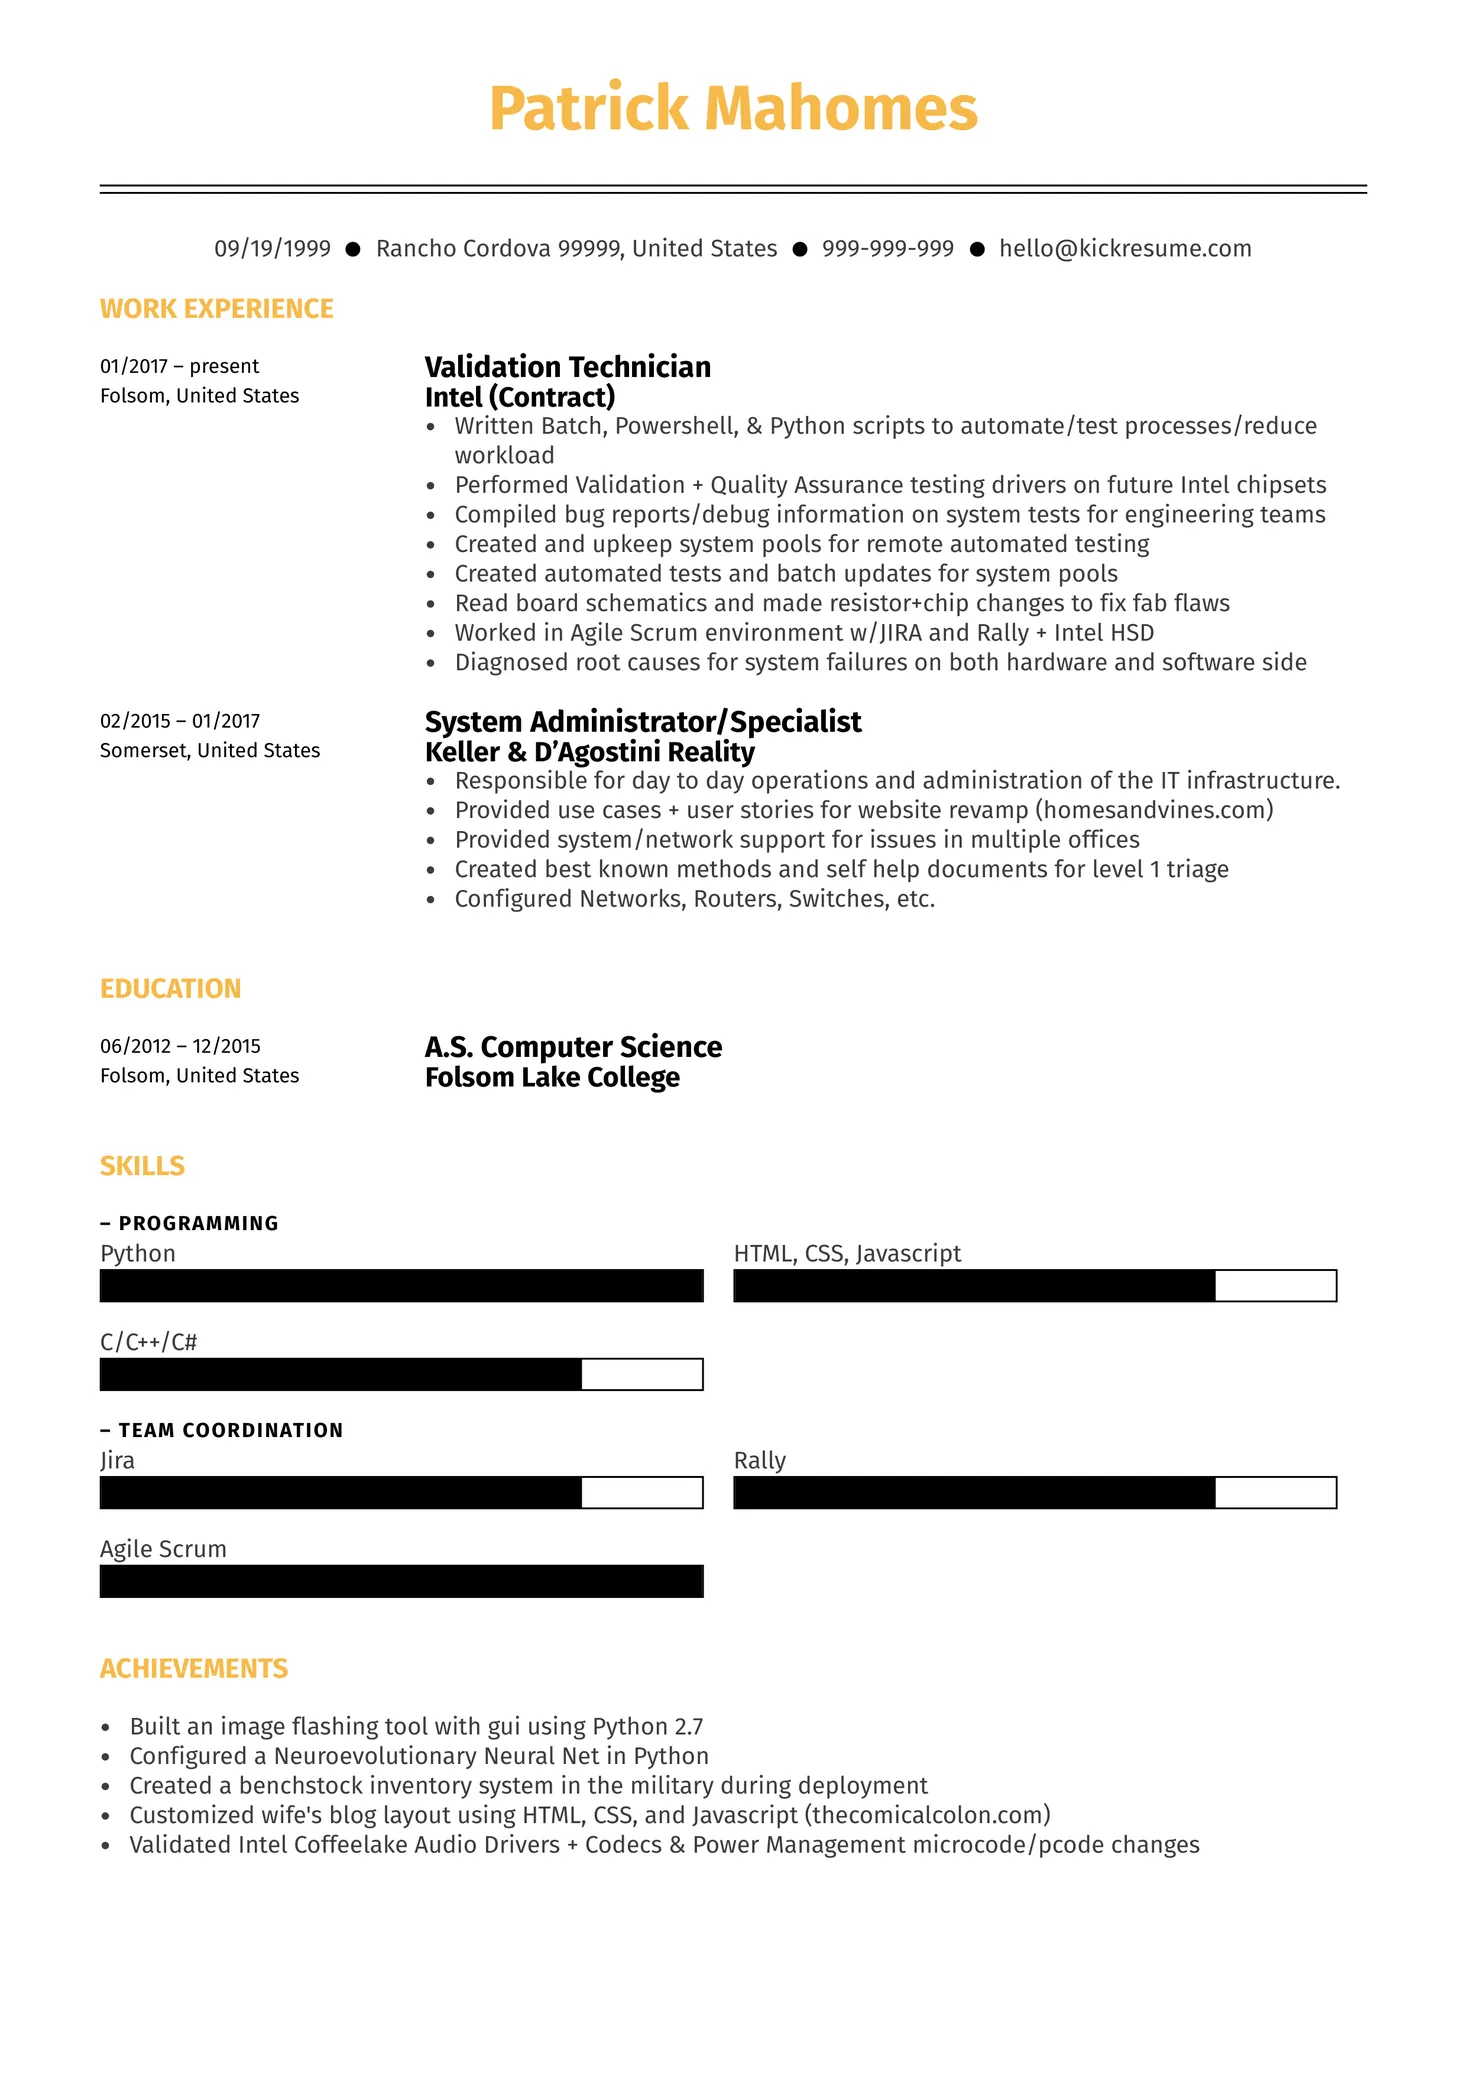 Patrick Mahomes
09/19/1999 ● Rancho Cordova 99999, United States ● 999-999-999 ● hello@kickresume.com
WORK EXPERIENCE
01/2017 – present
Folsom, United States
Validation Technician
Intel (Contract)
• Written Batch, Powershell, & Python scripts to automate/test processes/reduce
workload
• Performed Validation + Quality Assurance testing drivers on future Intel chipsets
• Compiled bug reports/debug information on system tests for engineering teams
• Created and upkeep system pools for remote automated testing
• Created automated tests and batch updates for system pools
• Read board schematics and made resistor+chip changes to fix fab flaws
• Worked in Agile Scrum environment w/JIRA and Rally + Intel HSD
• Diagnosed root causes for system failures on both hardware and software side
02/2015 – 01/2017
Somerset, United States
System Administrator/Specialist
Keller & D’Agostini Reality
• Responsible for day to day operations and administration of the IT infrastructure.
• Provided use cases + user stories for website revamp (homesandvines.com)
• Provided system/network support for issues in multiple offices
• Created best known methods and self help documents for level 1 triage
• Configured Networks, Routers, Switches, etc.
EDUCATION
06/2012 – 12/2015
Folsom, United States
A.S. Computer Science
Folsom Lake College
SKILLS
– PROGRAMMING
Python
HTML, CSS, Javascript
C/C++/C#
– TEAM COORDINATION
Jira
Rally
Agile Scrum
ACHIEVEMENTS
• Built an image flashing tool with gui using Python 2.7
• Configured a Neuroevolutionary Neural Net in Python
• Created a benchstock inventory system in the military during deployment
• Customized wife's blog layout using HTML, CSS, and Javascript (thecomicalcolon.com)
• Validated Intel Coffeelake Audio Drivers + Codecs & Power Management microcode/pcode changes